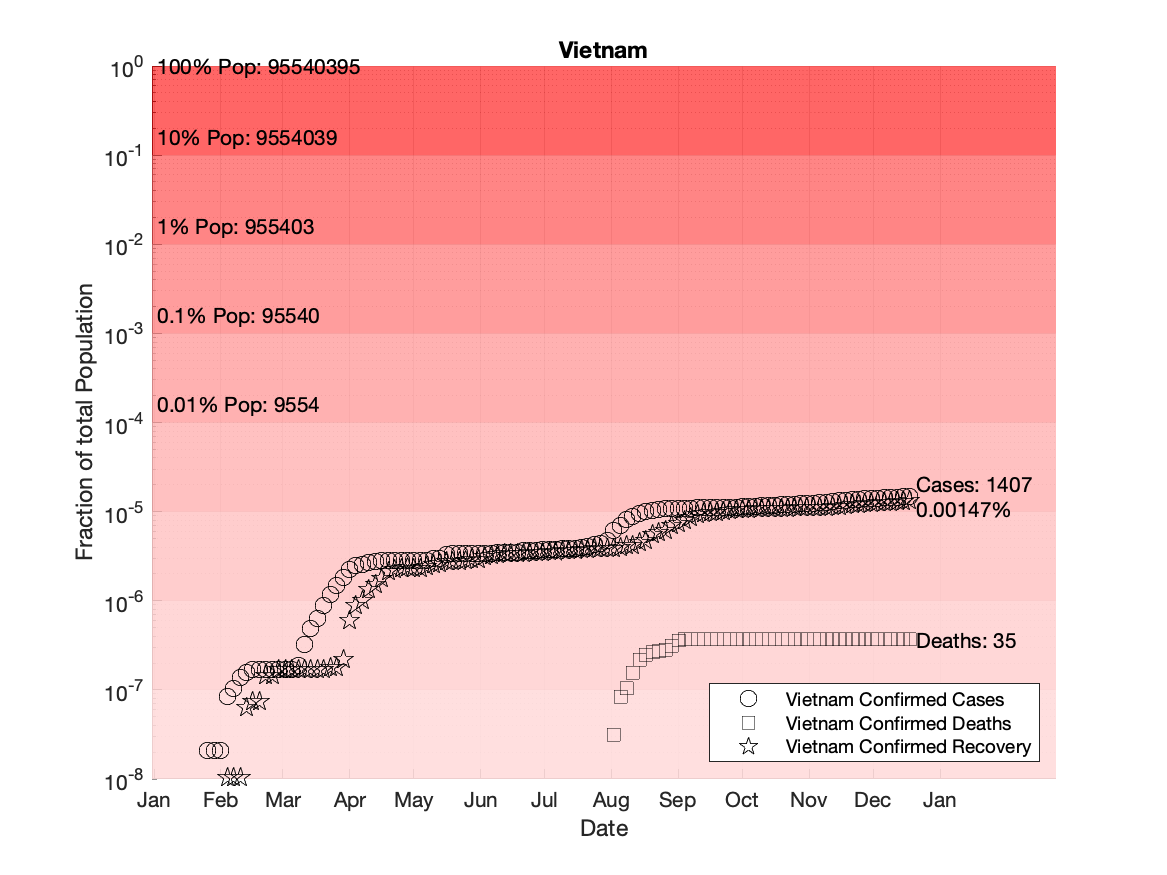 Vietnam
10^0
100% Pop: 95540395
10% Pop: 9554039
10^-1
1% Pop: 955403
10^-2
0.1% Pop: 95540
10^-3
0.01% Pop: 9554
10^-4
Cases: 1407
0.00147%
10^-5
10^-6
Deaths: 35
10^-7
Vietnam Confirmed Cases
Vietnam Confirmed Deaths
Vietnam Confirmed Recovery
10^-8
Jan Feb Mar Apr May Jun Jul Aug Sep Oct Nov Dec Jan
Date
Fraction of total Population